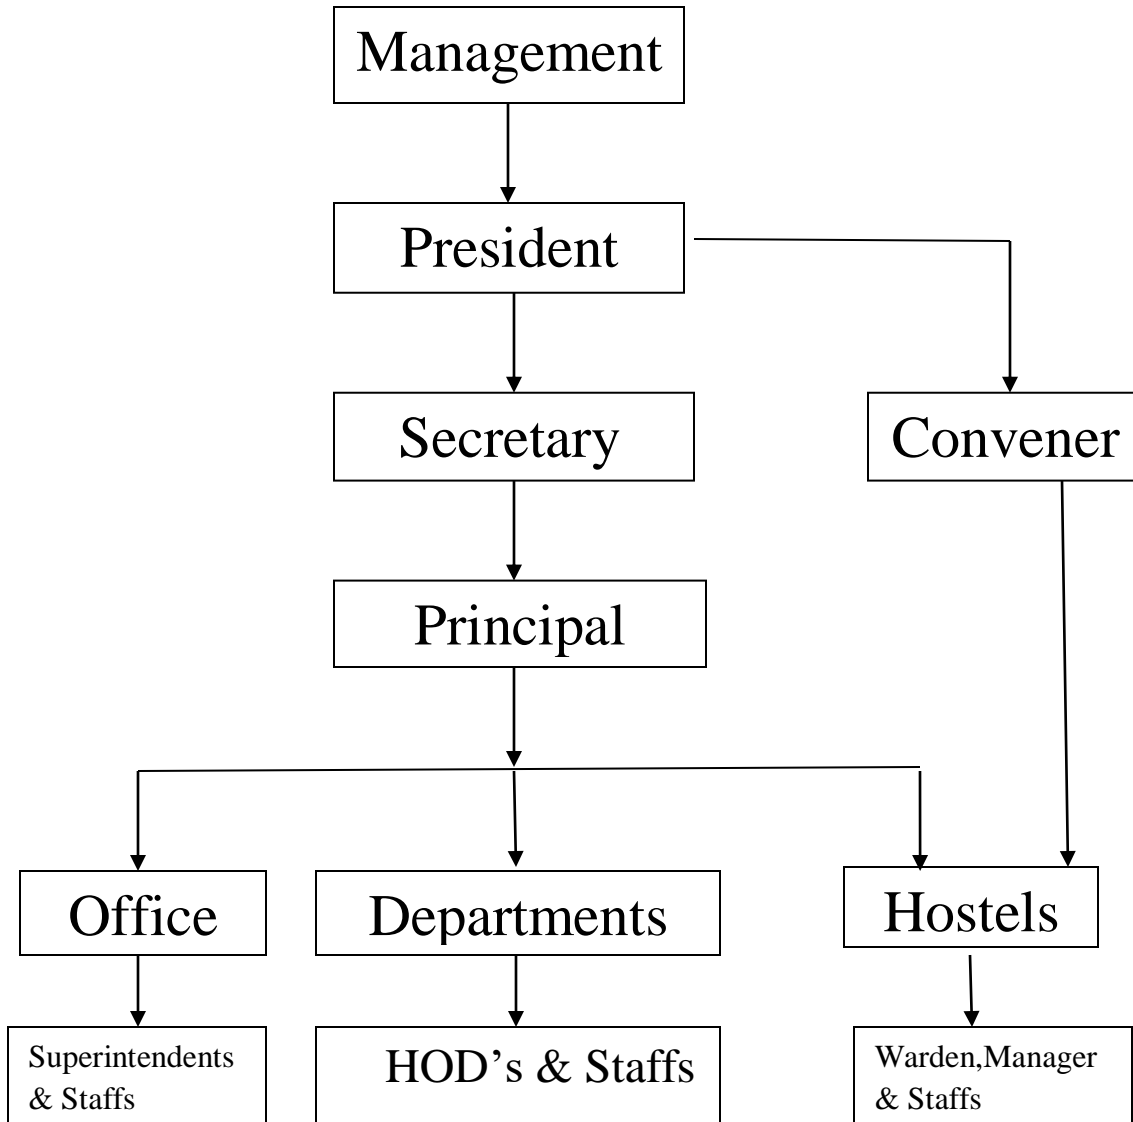 Management
President
Secretary
Convener
Principal
Office
Departments
Hostels
Superintendents
& Staffs
HOD’s & Staffs
Warden,Manager
& Staffs